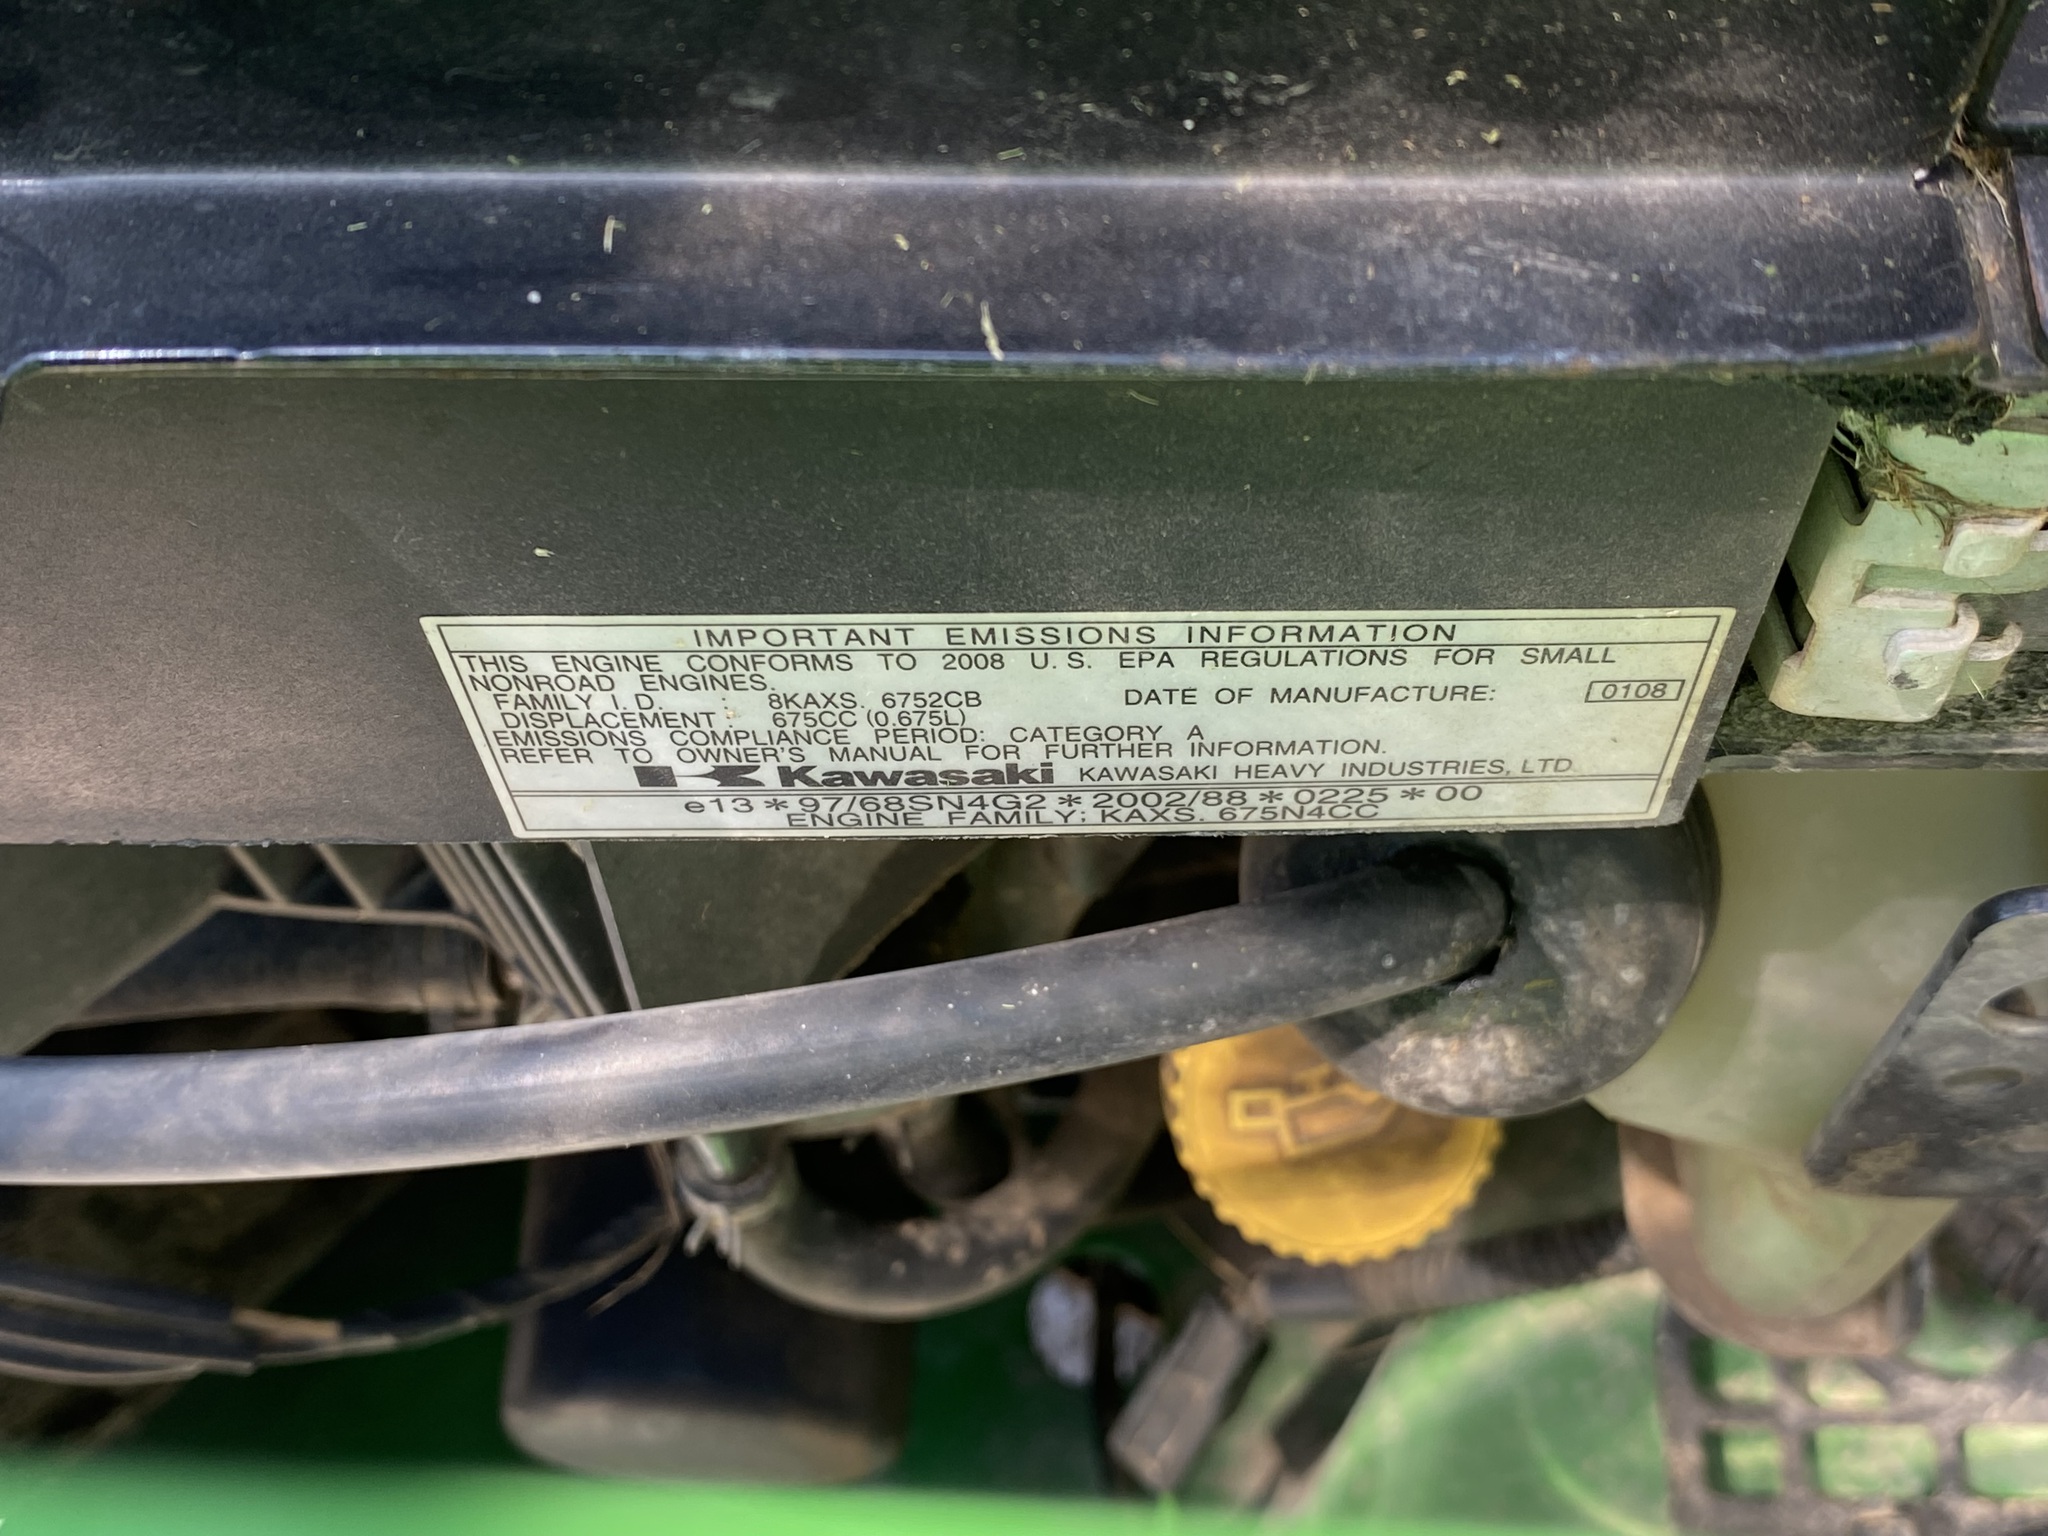 IMPORTANT EMISSIONS INFORMATION
THIS ENGINE CONFORMS TO 2008 U.S. EPA REGULATIONS FOR SMALL
NONROAD ENGINES.
FAMILY I.D. : 8KAXS. 6752CB DATE OF MANUFACTURE: 0108
DISPLACEMENT : 675CC (0.675L)
EMISSIONS COMPLIANCE PERIOD: CATEGORY A
REFER TO OWNER'S MANUAL FOR FURTHER INFORMATION.
Kawasaki KAWASAKI HEAVY INDUSTRIES, LTD.
e13*97/68SN4G2*2002/88*0225*00
ENGINE FAMILY: KAXS. 675N4CC